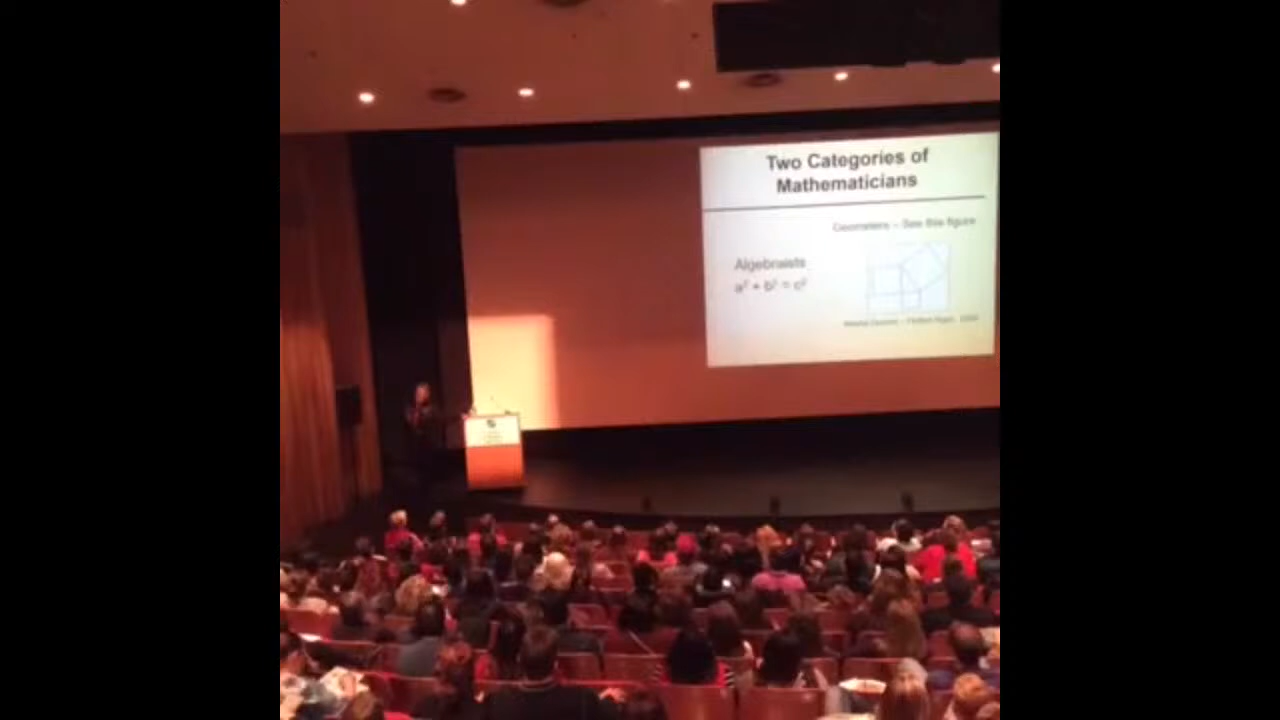 Two Categories of
Mathematicians
Geometers – See this figure
Algebraists
a² + b² = c²